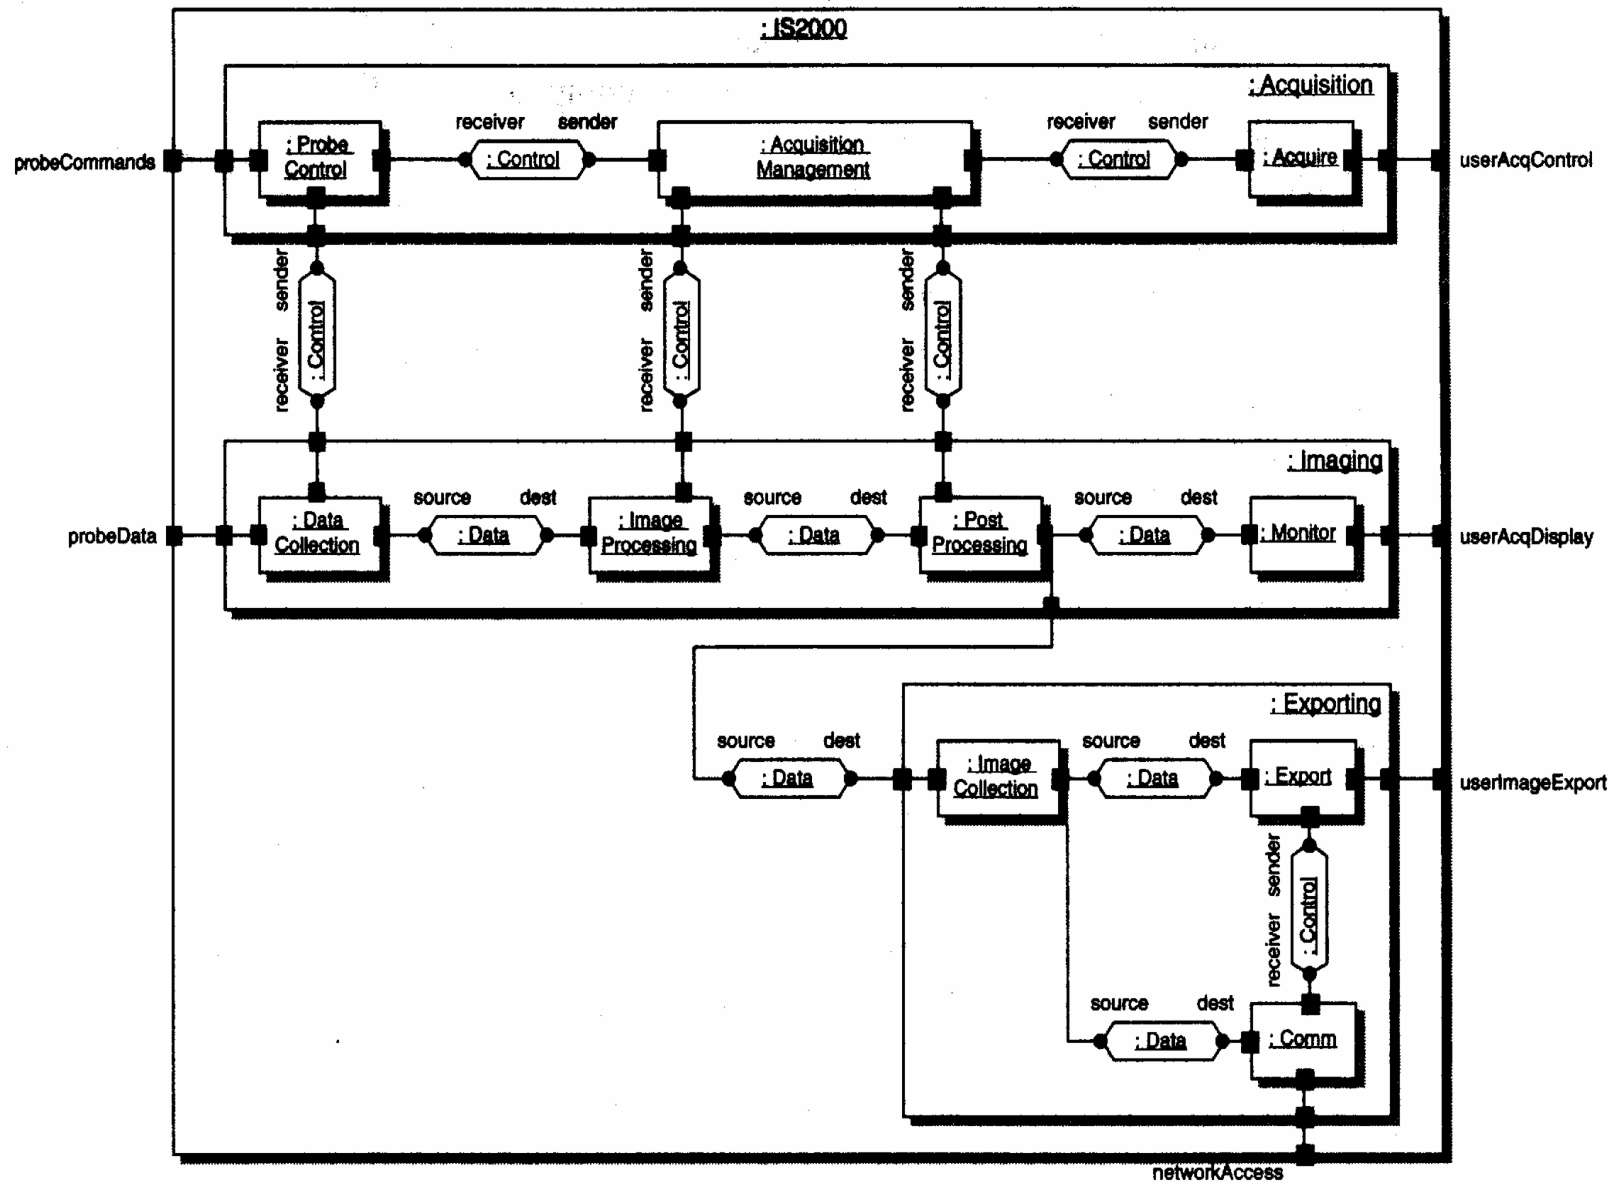 : IS2000
: Acquisition
receiver sender
receiver sender
probeCommands
: Probe
Control
: Control
: Acquisition
Management
: Control
: Acquire
userAcqControl
sender
receiver
: Control
sender
receiver
: Control
sender
receiver
: Control
: Imaging
source dest
source dest
source dest
probeData
: Data
Collection
: Data
: Image
Processing
: Data
: Post
Processing
: Data
: Monitor
userAcqDisplay
: Exporting
source dest
source dest
: Data
: Image
Collection
: Data
: Export
userImageExport
sender
receiver
: Control
source dest
: Data
: Comm
networkAccess